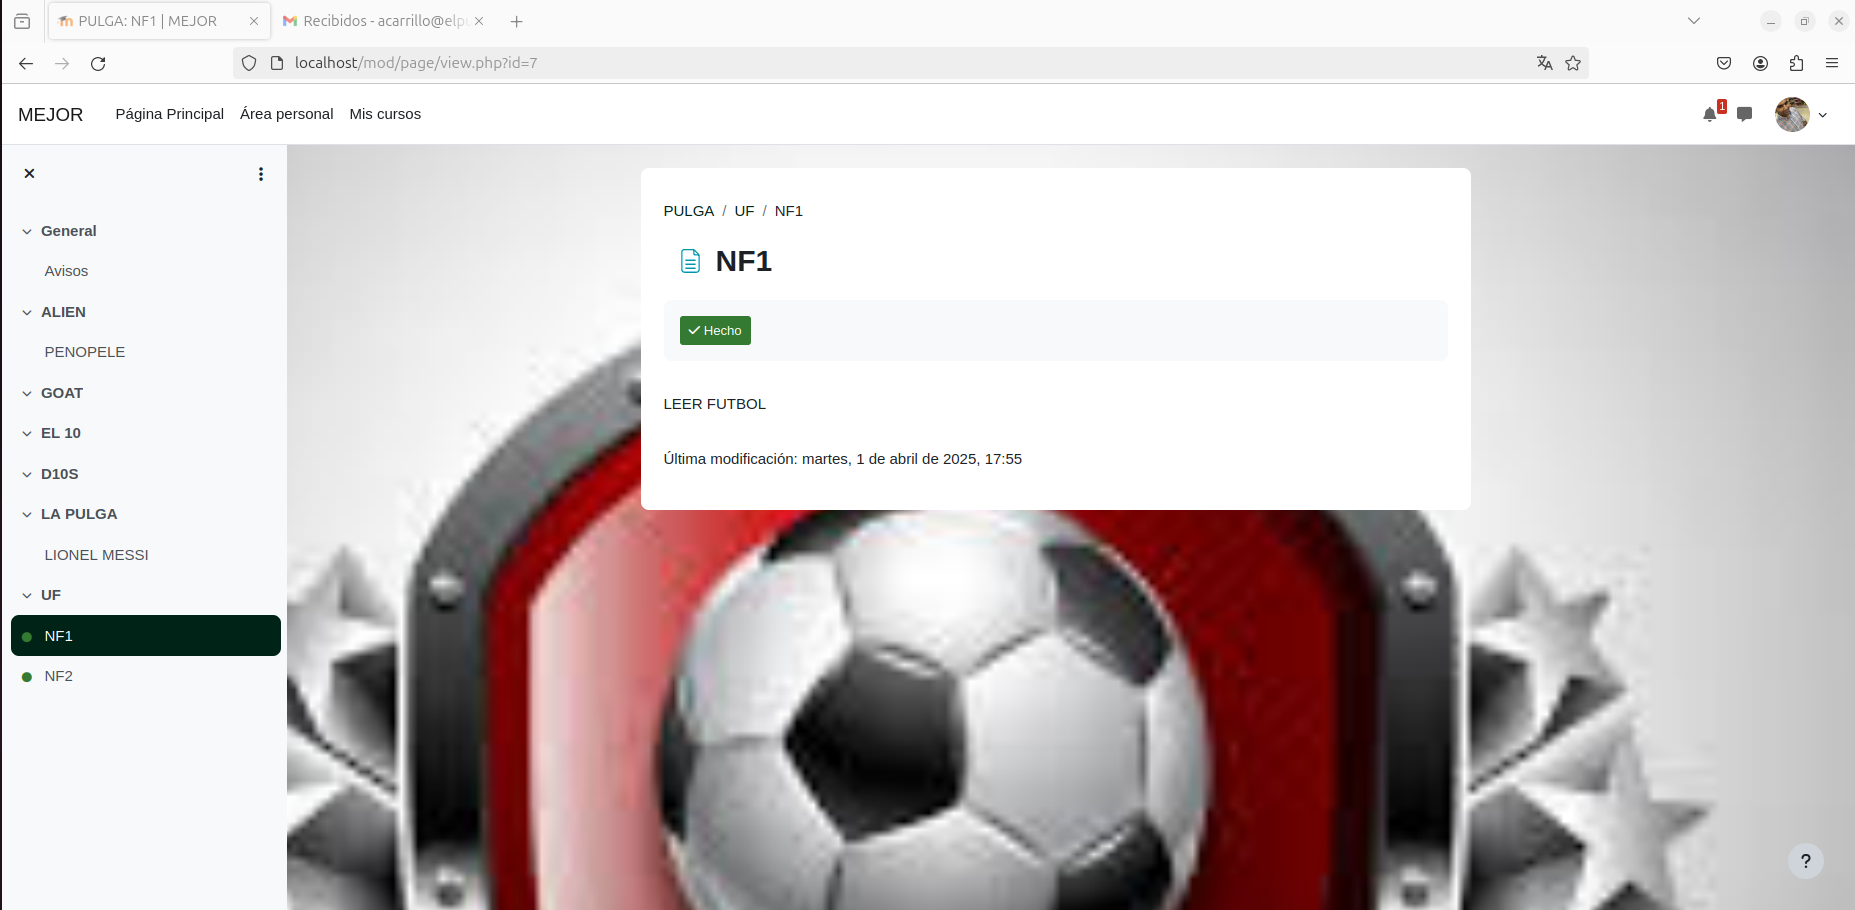 PULGA: NF1 | MEJOR
Recibidos - acarrillo@elp
localhost/mod/page/view.php?id=7
MEJOR Página Principal Área personal Mis cursos
1
General
Avisos
ALIEN
PENOPELE
GOAT
EL 10
D10S
LA PULGA
LIONEL MESSI
UF
NF1
NF2
PULGA / UF / NF1
NF1
Hecho
LEER FUTBOL
Última modificación: martes, 1 de abril de 2025, 17:55
?